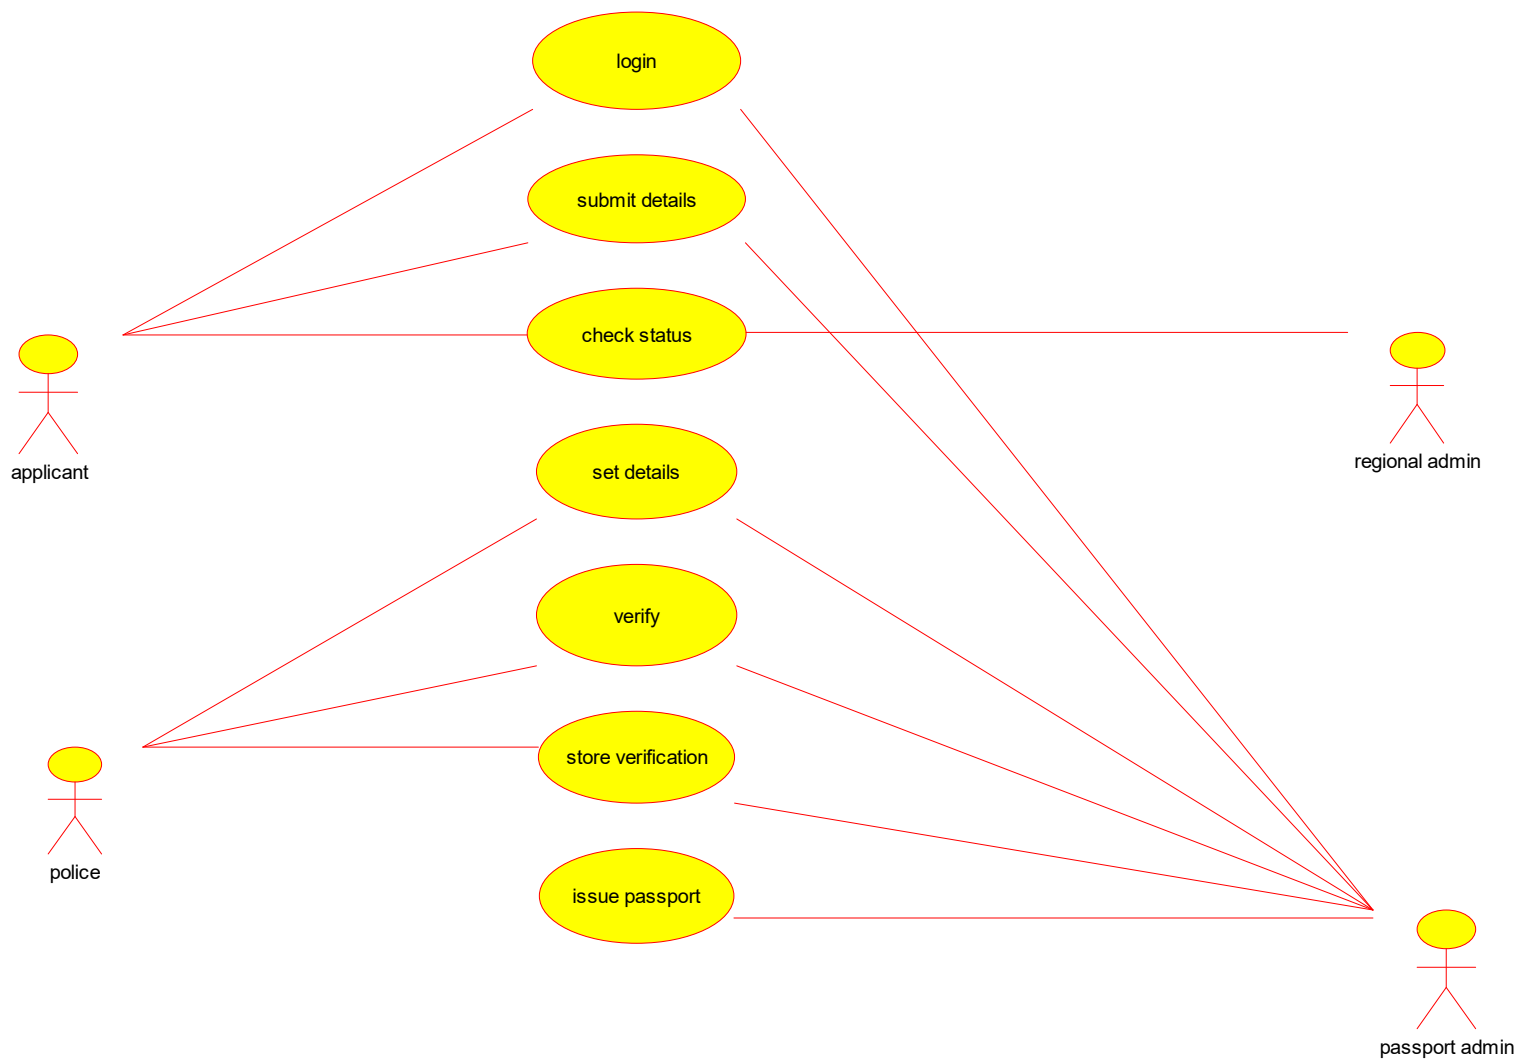 login
submit details
check status
applicant
regional admin
set details
verify
store verification
police
issue passport
passport admin